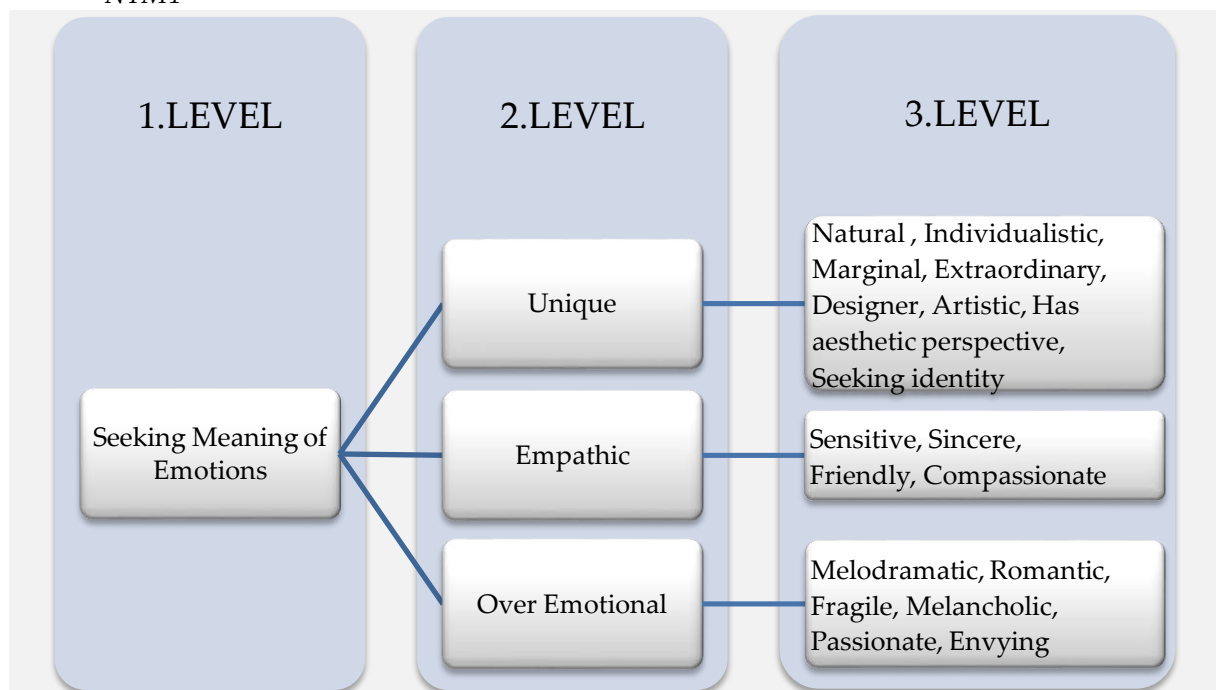 1.LEVEL
2.LEVEL
3.LEVEL
Seeking Meaning of
Emotions
Unique
Natural , Individualistic,
Marginal, Extraordinary,
Designer, Artistic, Has
aesthetic perspective,
Seeking identity
Empathic
Sensitive, Sincere,
Friendly, Compassionate
Over Emotional
Melodramatic, Romantic,
Fragile, Melancholic,
Passionate, Envying